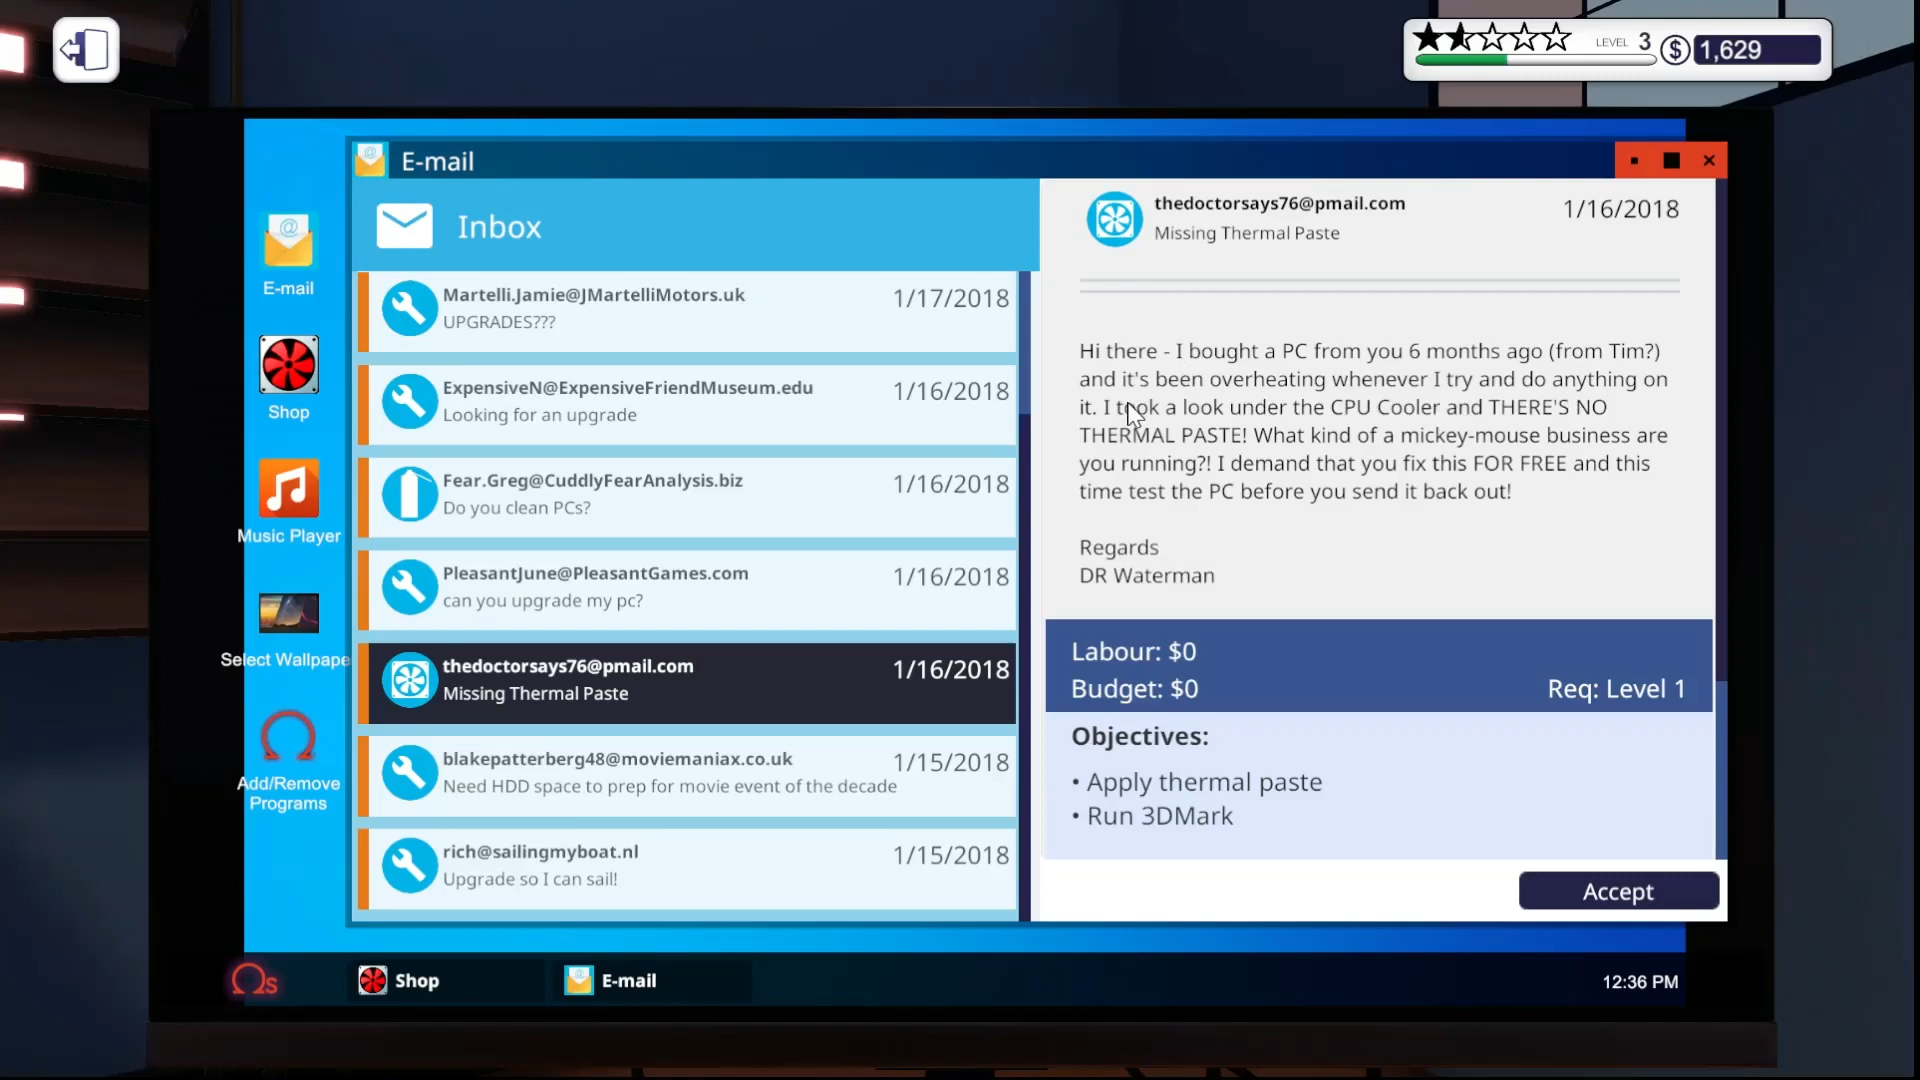 LEVEL 3 $ 1,629
E-mail
Inbox
E-mail
Shop
Music Player
Select Wallpape
Add/Remove
Programs
Martelli.Jamie@JMartelliMotors.uk 1/17/2018
UPGRADES???
ExpensiveN@ExpensiveFriendMuseum.edu 1/16/2018
Looking for an upgrade
Fear.Greg@CuddlyFearAnalysis.biz 1/16/2018
Do you clean PCs?
PleasantJune@PleasantGames.com 1/16/2018
can you upgrade my pc?
thedoctorsays76@pmail.com 1/16/2018
Missing Thermal Paste
blakepatterberg48@moviemaniax.co.uk 1/15/2018
Need HDD space to prep for movie event of the decade
rich@sailingmyboat.nl 1/15/2018
Upgrade so I can sail!
thedoctorsays76@pmail.com 1/16/2018
Missing Thermal Paste
Hi there - I bought a PC from you 6 months ago (from Tim?)
and it's been overheating whenever I try and do anything on
it. I took a look under the CPU Cooler and THERE'S NO
THERMAL PASTE! What kind of a mickey-mouse business are
you running?! I demand that you fix this FOR FREE and this
time test the PC before you send it back out!
Regards
DR Waterman
Labour: $0
Budget: $0 Req: Level 1
Objectives:
• Apply thermal paste
• Run 3DMark
Accept
Ωs Shop E-mail 12:36 PM